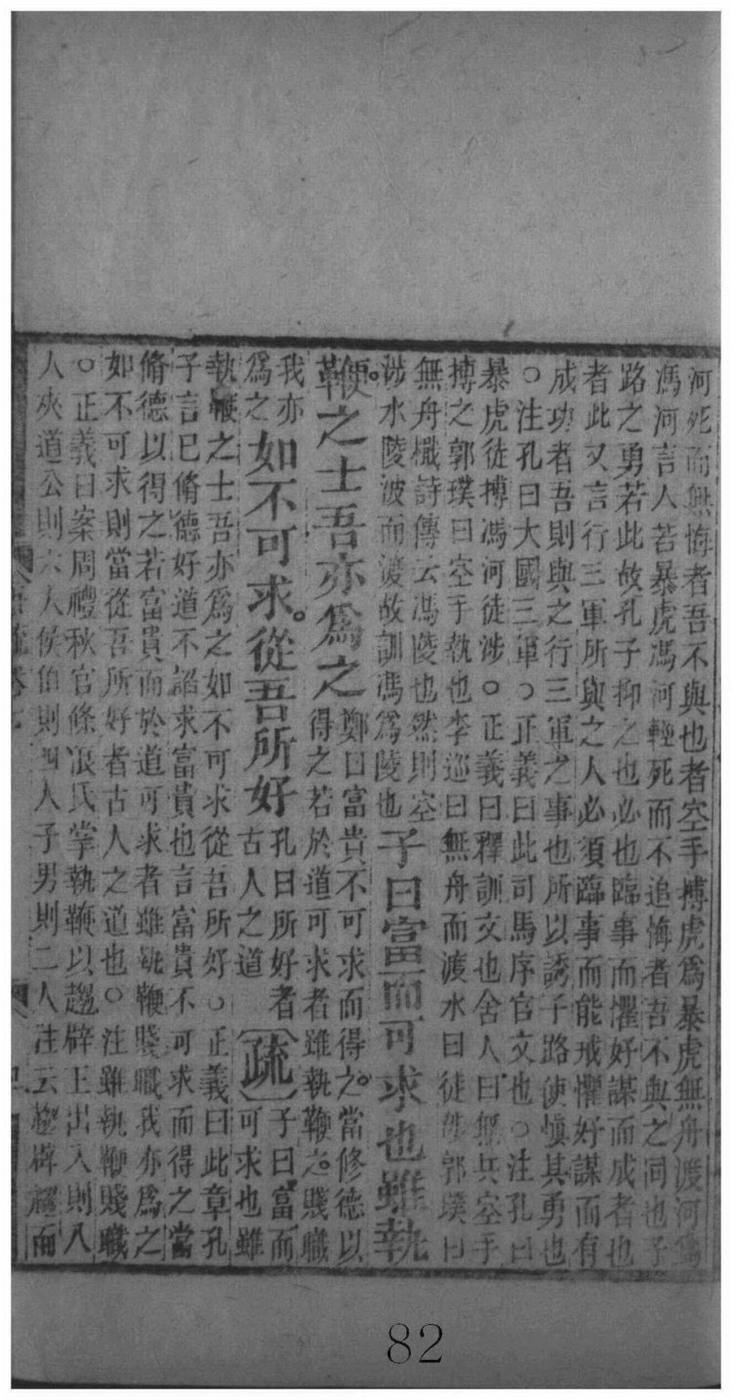 河死而無悔者吾不與也者空手搏虎爲暴虎無舟渡河爲
馮河言人若暴虎馮河輕死而不追悔者吾不與之同也子
路之勇若此故孔子抑之也必也臨事而懼好謀而成者也
者此又言行三軍所與之人必須臨事而能戒懼好謀而有
成功者吾則與之行三軍之事也所以誘子路使愼其勇也
○注孔曰大國三軍○正義曰此司馬序官文也○注孔曰
暴虎徒搏馮河徒涉○正義曰釋訓文也舍人曰無兵空手
搏之郭璞曰空手執也李巡曰無舟而渡水曰徒涉郭璞曰
無舟檝詩傳云馮陵也然則空
涉水陵波而渡故訓馮爲陵也子曰富而可求也雖執
鞭之士吾亦爲之
鄭曰富貴不可求而得之當修德以
得之若於道可求者雖執鞭之賤職
我亦
爲之
如不可求從吾所好
孔曰所好者
古人之道
疏
子曰富而
可求也雖
執鞭之士吾亦爲之如不可求從吾所好○正義曰此章孔
子言已脩德好道不諂求富貴也言富貴不可求而得之當
脩德以得之若富貴而於道可求者雖執鞭賤職我亦爲之
如不可求則當從吾所好者古人之道也○注雖執鞭賤職
○正義曰案周禮秋官條狼氏掌執鞭以趨辟王出入則八
人夾道公則六人侯伯則四人子男則二人注云趨辟趨而
82